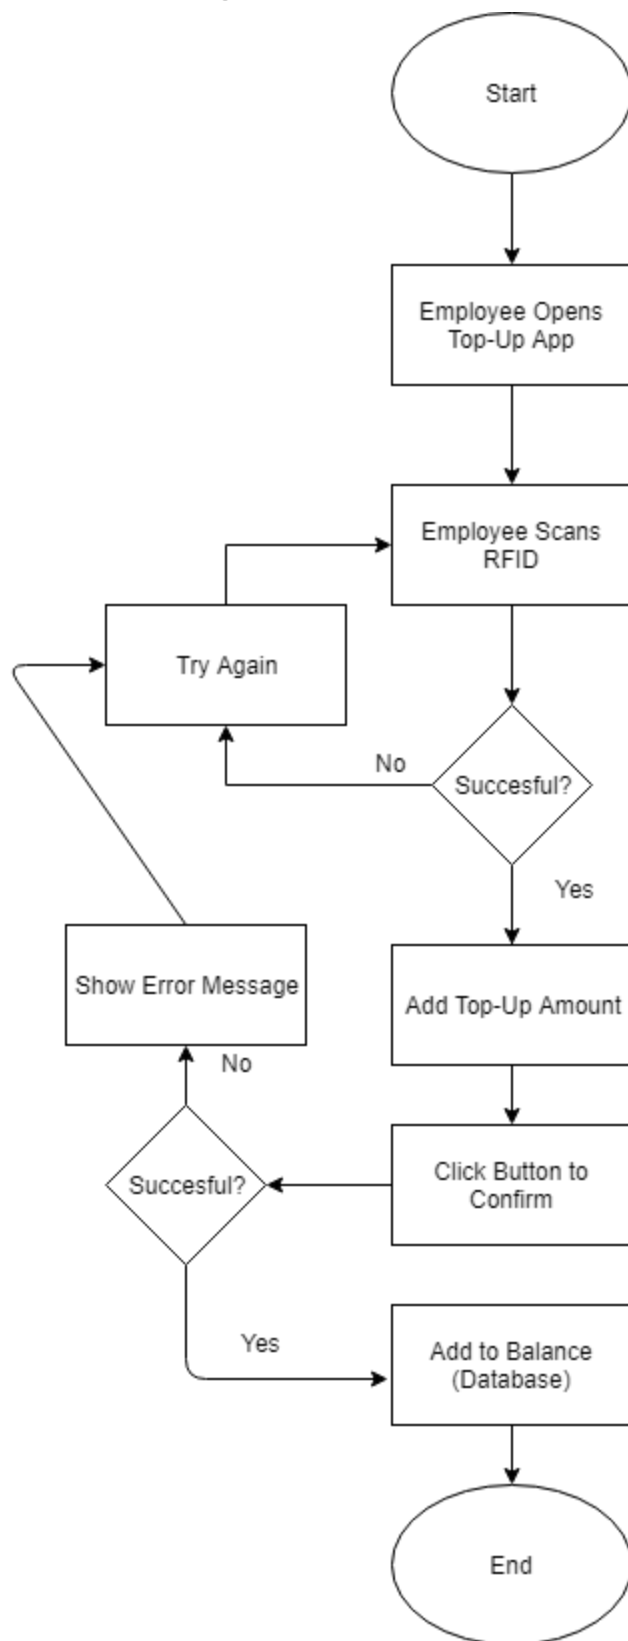 Start
Employee Opens
Top-Up App
Employee Scans
RFID
Try Again
No
Succesful?
Yes
Show Error Message
Add Top-Up Amount
No
Succesful?
Click Button to
Confirm
Yes
Add to Balance
(Database)
End